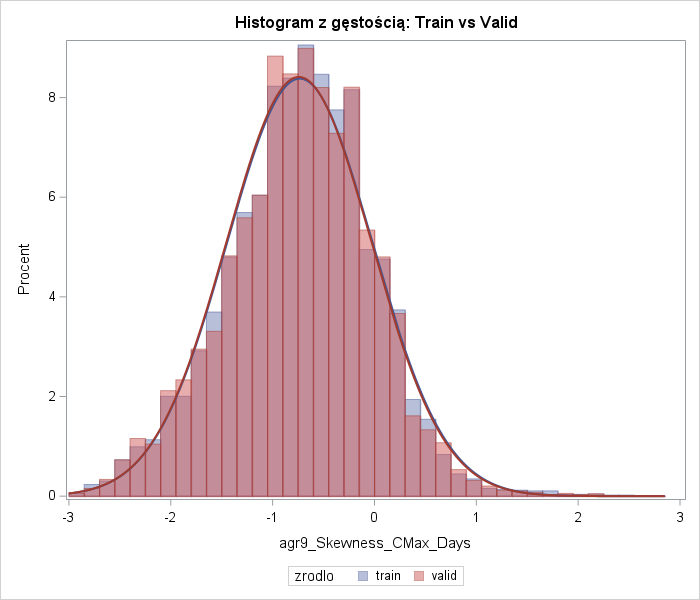 Histogram z gęstością: Train vs Valid
Procent
8
6
4
2
0
-3 -2 -1 0 1 2 3
agr9_Skewness_CMax_Days
zrodlo train valid